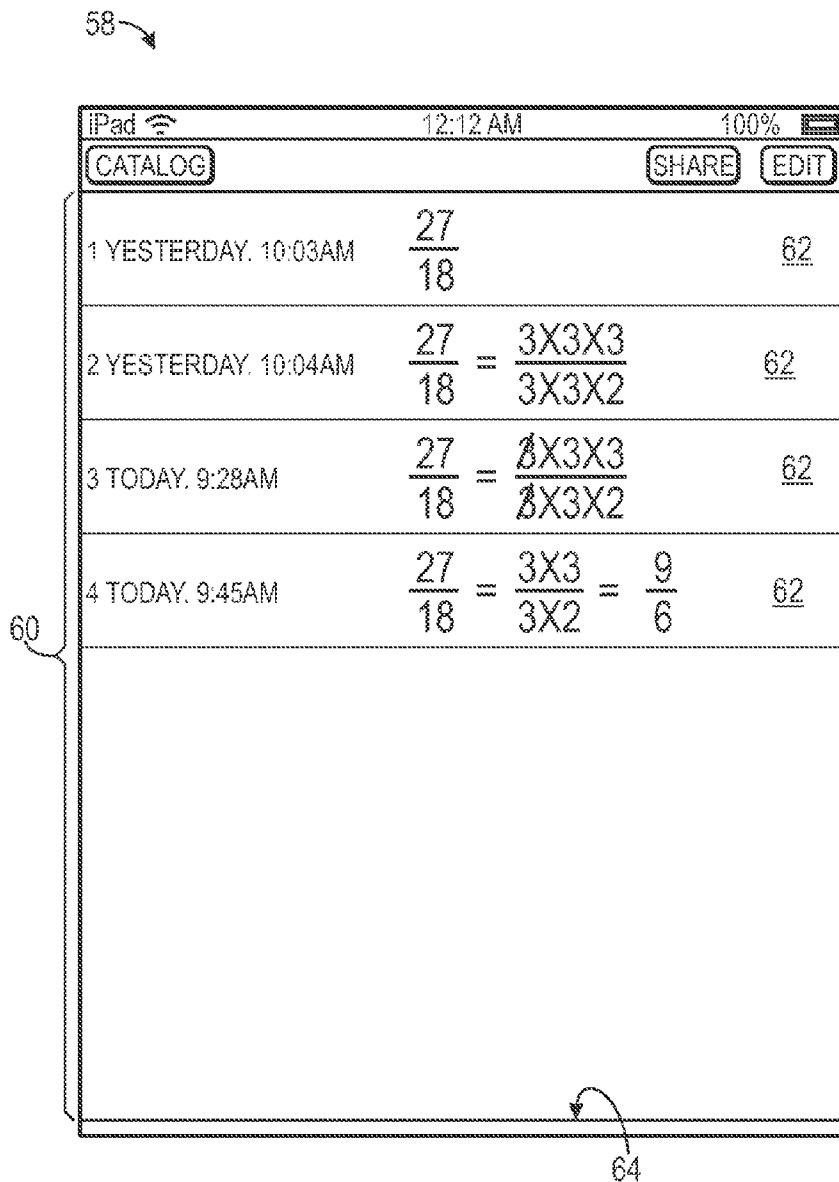 58
iPad 12:12 AM 100%
CATALOG SHARE EDIT
1 YESTERDAY. 10:03AM 27/18 62
2 YESTERDAY. 10:04AM 27/18 = 3X3X3/3X3X2 62
3 TODAY. 9:28AM 27/18 = 3X3X3/3X3X2 62
4 TODAY. 9:45AM 27/18 = 3X3/3X2 = 9/6 62
60
64